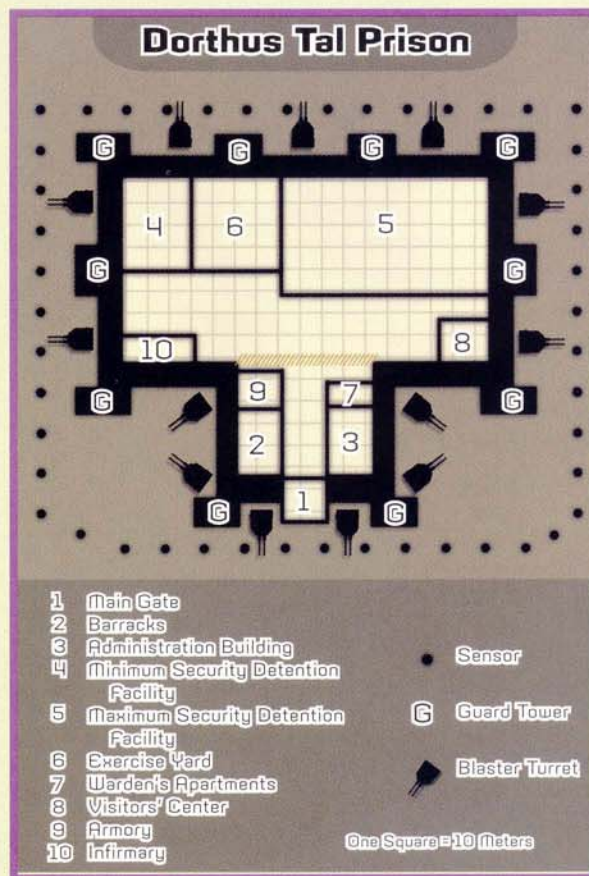 Dorthus Tal Prison
G G G G
4 6 5
G G
10 8
9 7
G G
2 3
1
G G
1 Main Gate
2 Barracks
3 Administration Building
4 Minimum Security Detention
Facility
5 Maximum Security Detention
Facility
6 Exercise Yard
7 Warden's Apartments
8 Visitors' Center
9 Armory
10 Infirmary
Sensor
G Guard Tower
Blaster Turret
One Square = 10 Meters